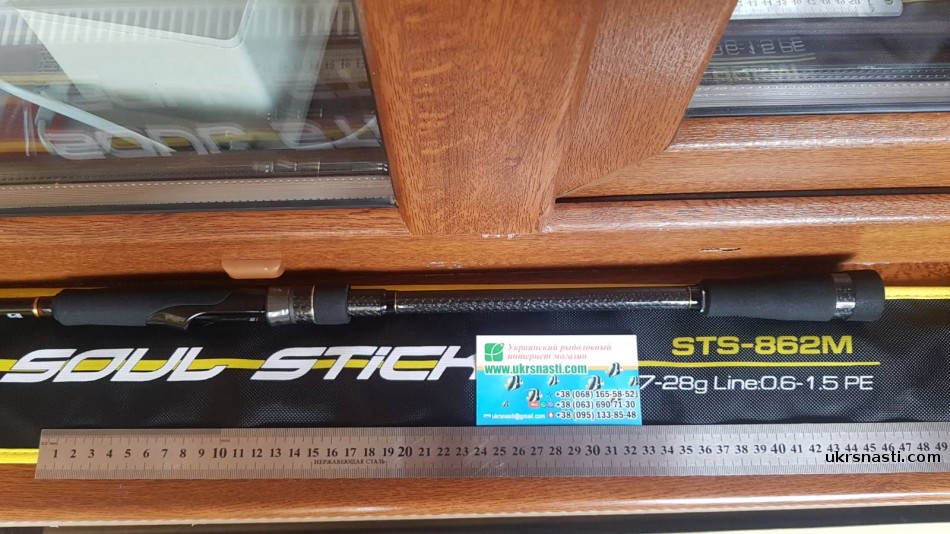 SOUL STiCK
STS-862M
7-28g Line:0.6-1.5 PE
Украинский рыболовный
интернет магазин
www.ukrsnasti.com
+38 (068) 165-58-52
+38 (063) 690-71-30
ukrsnasti@gmail.com +38 (095) 133-85-48
1 2 3 4 5 6 7 8 9 10 11 12 13 14 15 16 17 18 19 20 21 22 23 24 25 26 27 28 29 30 31 32 33 34 35 36 37 38 39 40 41 42 43 44 45 46 47 48 49
НЕРЖАВЕЮЩАЯ СТАЛЬ
ukrsnasti.com